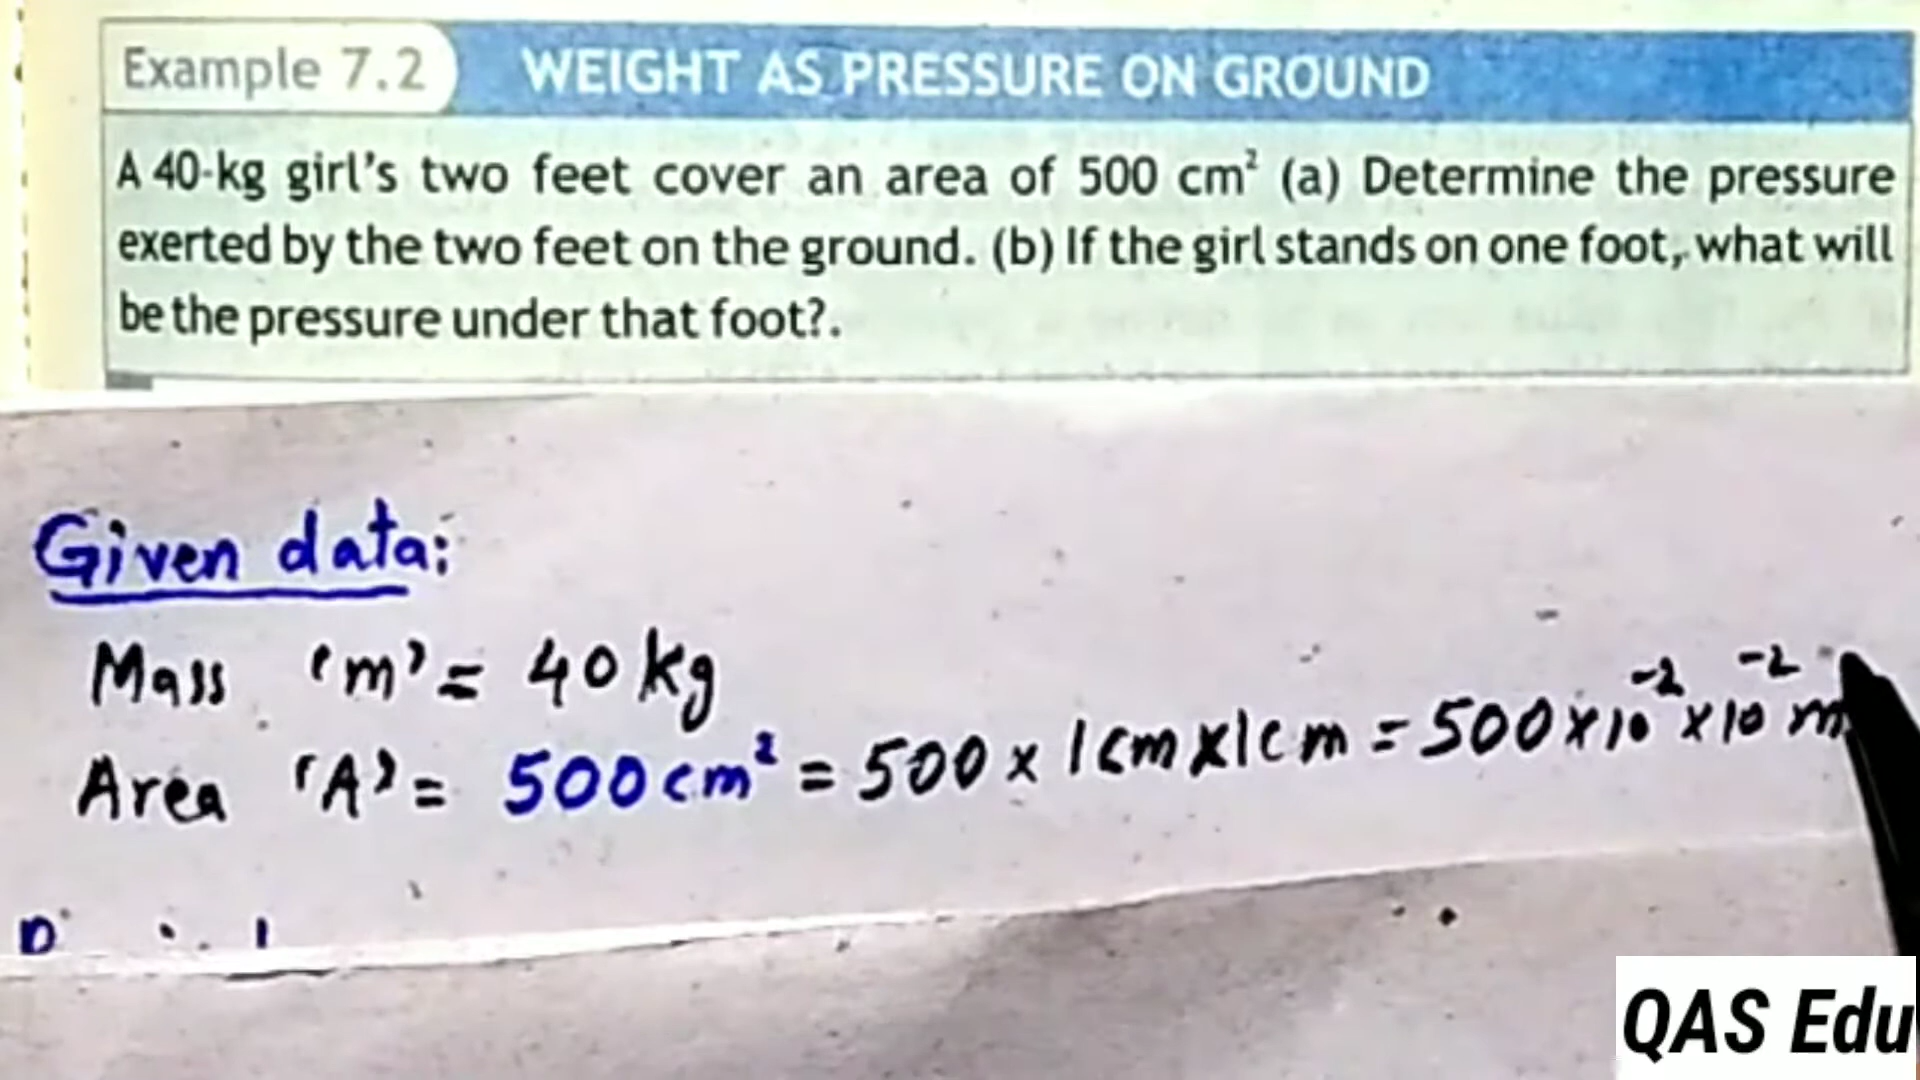 Example 7.2 WEIGHT AS PRESSURE ON GROUND
A 40-kg girl's two feet cover an area of 500 cm² (a) Determine the pressure
exerted by the two feet on the ground. (b) If the girl stands on one foot, what will
be the pressure under that foot?.
Given data:
Mass 'm' = 40 kg
Area 'A' = 500 cm² = 500 × 1cm × 1cm = 500 × 10⁻² × 10⁻² m
QAS Edu